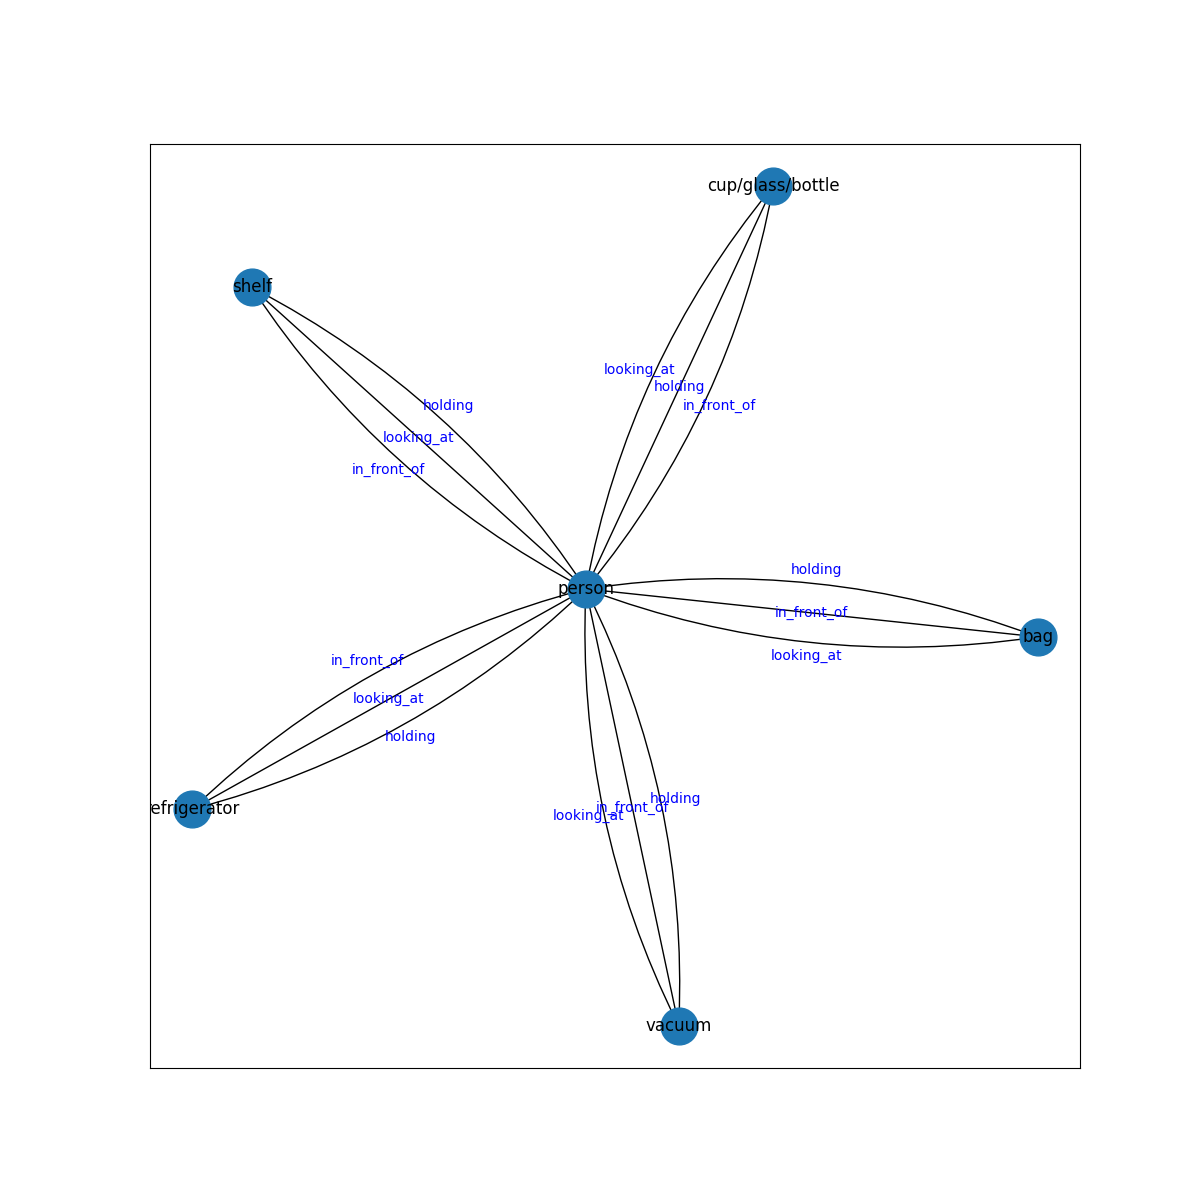 cup/glass/bottle
shelf
looking_at
holding
in_front_of
holding
looking_at
in_front_of
holding
person
in_front_of
bag
looking_at
in_front_of
looking_at
holding
holding
in_front_of
looking_at
efrigerator
vacuum